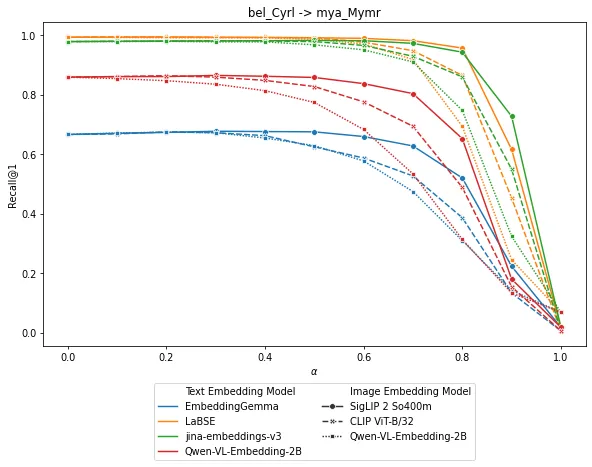 bel_Cyrl -> mya_Mymr
Recall@1
1.0
0.8
0.6
0.4
0.2
0.0
0.0 0.2 0.4 0.6 0.8 1.0
α
Text Embedding Model
EmbeddingGemma
LaBSE
jina-embeddings-v3
Qwen-VL-Embedding-2B
Image Embedding Model
SigLIP 2 So400m
CLIP ViT-B/32
Qwen-VL-Embedding-2B